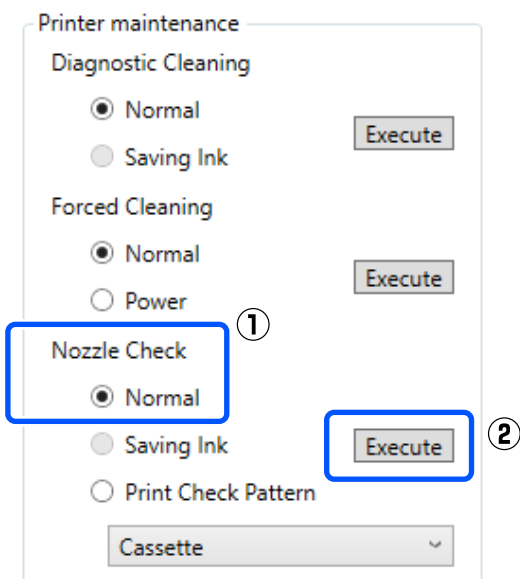 Printer maintenance
Diagnostic Cleaning
Normal
Saving Ink
Execute
Forced Cleaning
Normal
Power
Execute
①
Nozzle Check
Normal
Saving Ink
Execute
②
Print Check Pattern
Cassette